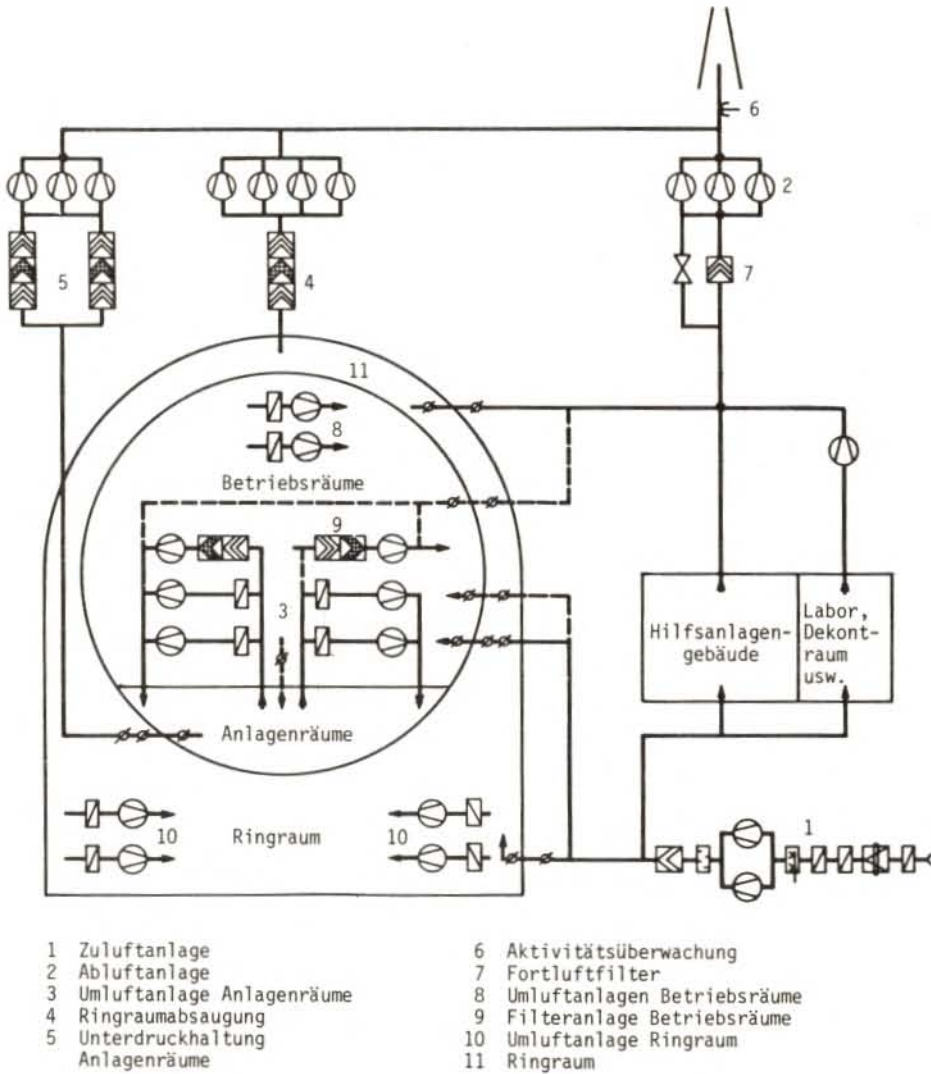 6
2
5
4
7
11
8
Betriebsräume
9
3
Hilfsanlagen-
gebäude
Labor,
Dekont-
raum
usw.
Anlagenräume
10
Ringraum
10
1
1 Zuluftanlage
2 Abluftanlage
3 Umluftanlage Anlagenräume
4 Ringraumabsaugung
5 Unterdruckhaltung
Anlagenräume
6 Aktivitätsüberwachung
7 Fortluftfilter
8 Umluftanlagen Betriebsräume
9 Filteranlage Betriebsräume
10 Umluftanlage Ringraum
11 Ringraum